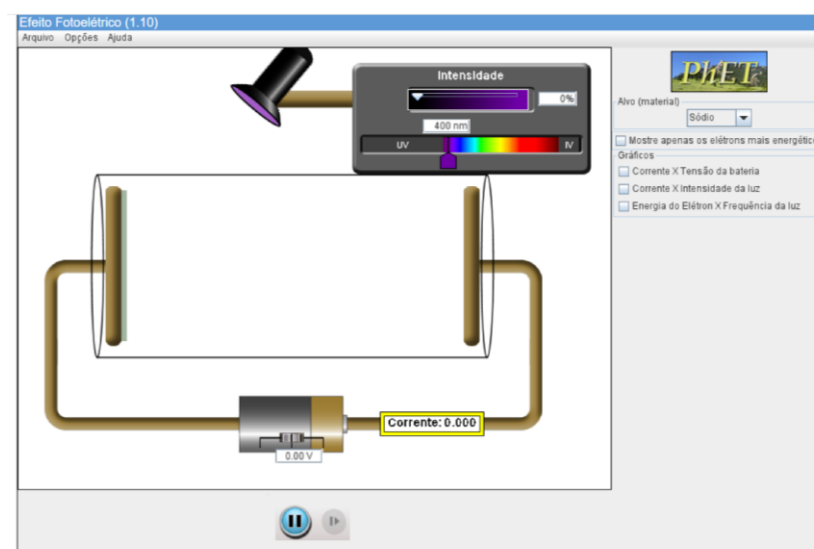 Efeito Fotoelétrico (1.10)
Arquivo Opções Ajuda
Intensidade
0%
400 nm
UV IV
PhET
Alvo (material)
Sódio
Mostre apenas os elétrons mais energétic
Gráficos
Corrente X Tensão da bateria
Corrente X Intensidade da luz
Energia do Elétron X Frequência da luz
Corrente: 0.000
0.00 V